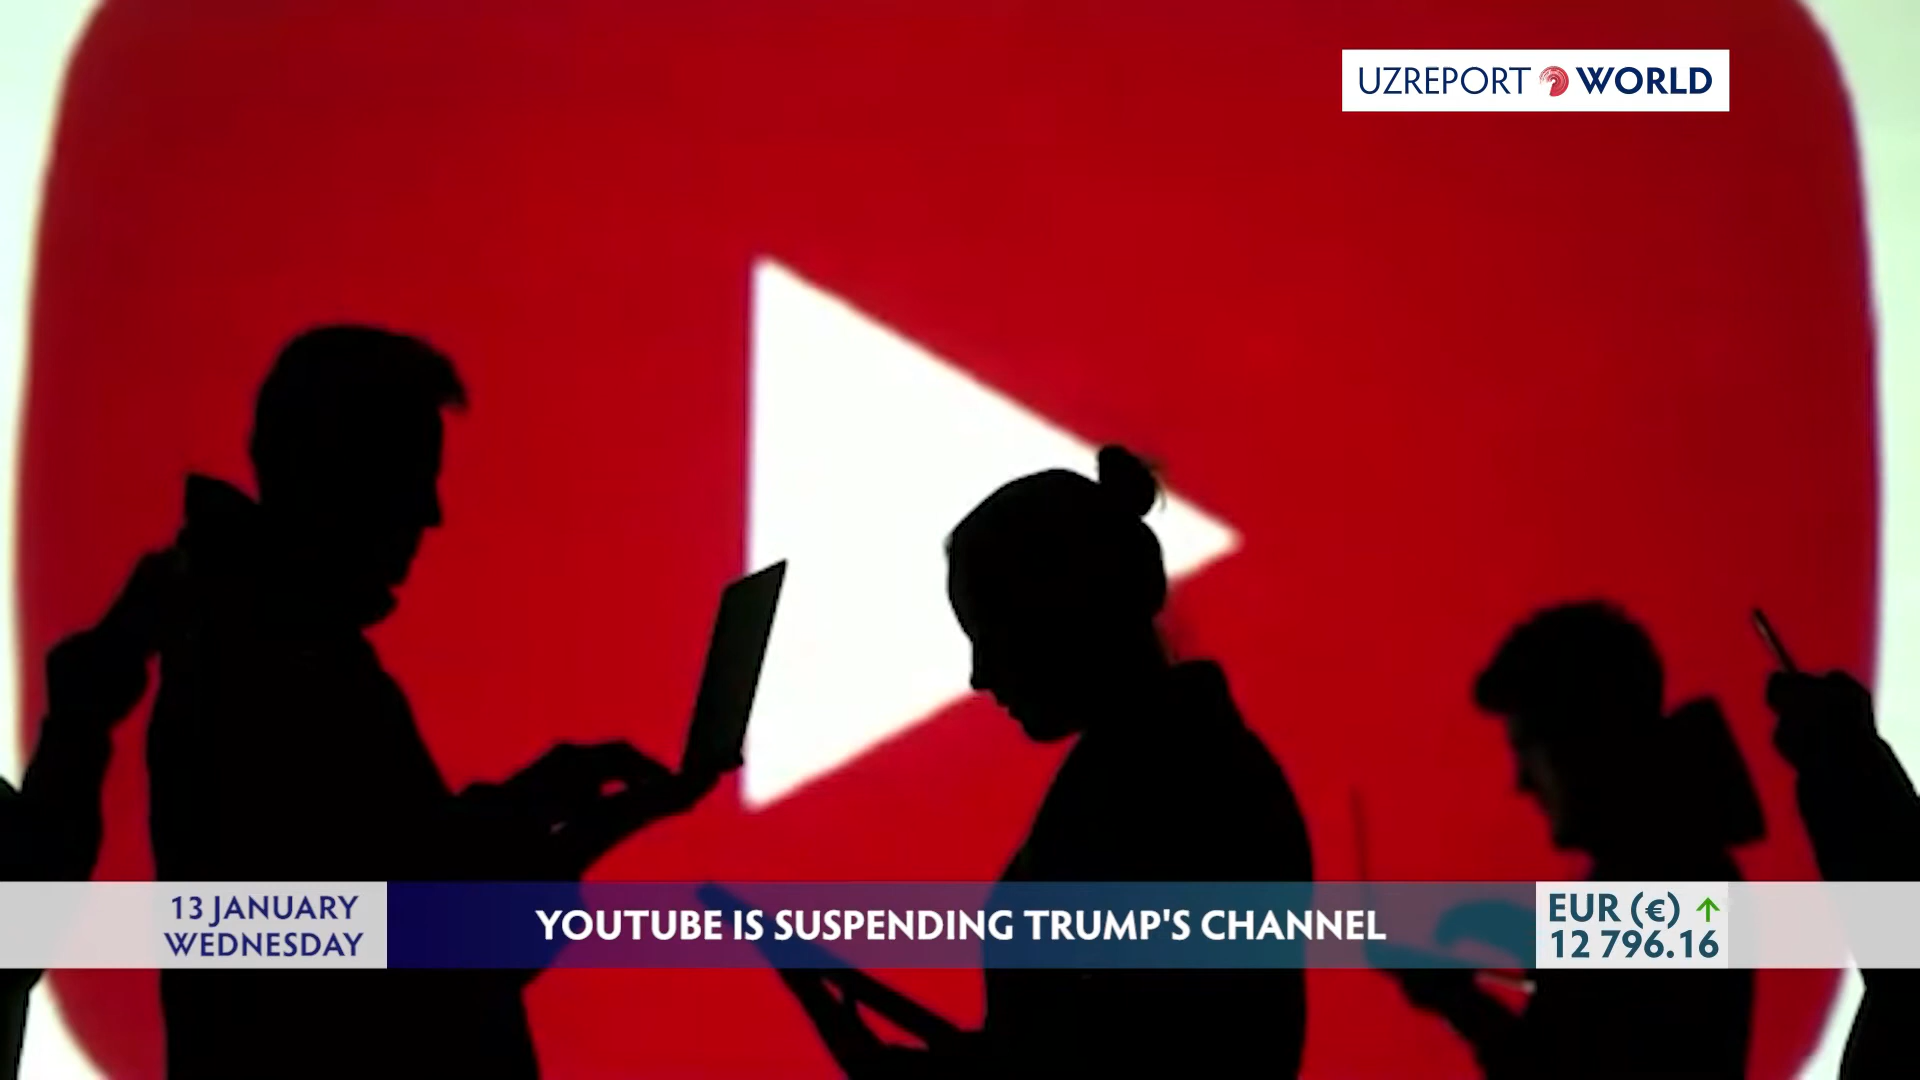 UZREPORT WORLD
13 JANUARY
WEDNESDAY
YOUTUBE IS SUSPENDING TRUMP'S CHANNEL
EUR (€) ↑
12 796.16